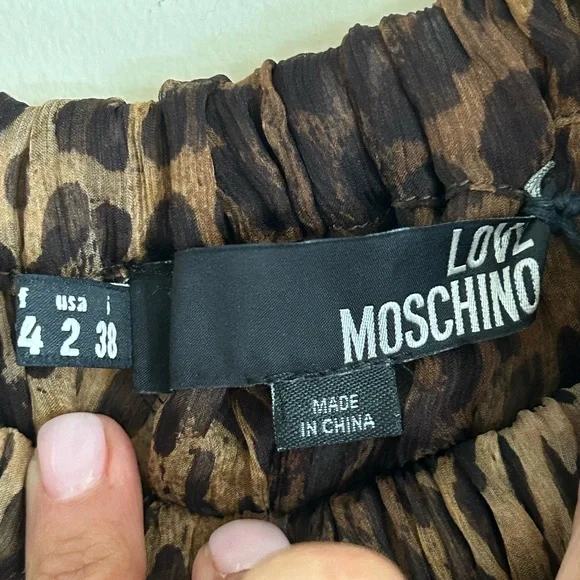 LOVE
MOSCHINO
f usa i
4 2 38
MADE
IN CHINA